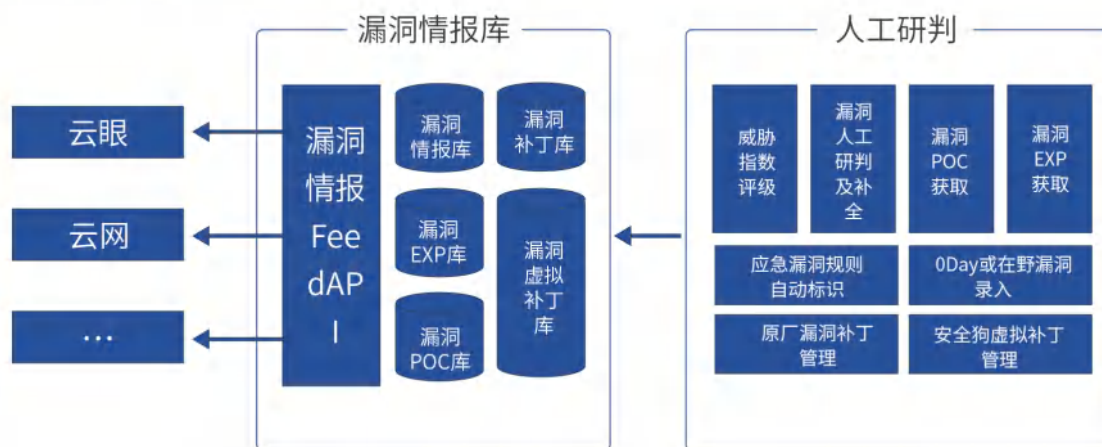 漏洞情报库
人工研判
云眼
云网
...
漏洞
情报
Fee
dAP
I
漏洞
情报库
漏洞
补丁库
漏洞
EXP库
漏洞
虚拟
补丁
库
漏洞
POC库
威胁
指数
评级
漏洞
人工
研判
及补
全
漏洞
POC
获取
漏洞
EXP
获取
应急漏洞规则
自动标识
0Day或在野漏洞
录入
原厂漏洞补丁
管理
安全狗虚拟补丁
管理